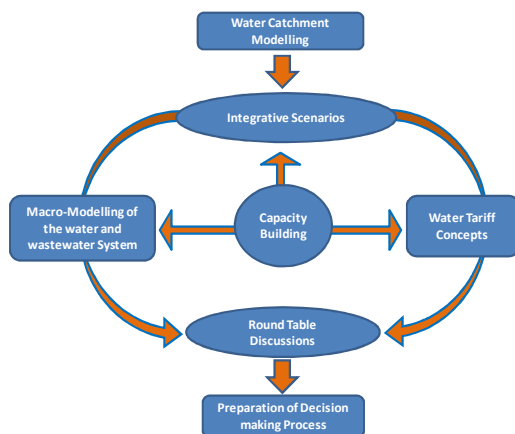 Water Catchment
Modelling
Integrative Scenarios
Macro-Modelling of
the water and
wastewater System
Capacity
Building
Water Tariff
Concepts
Round Table
Discussions
Preparation of Decision
making Process